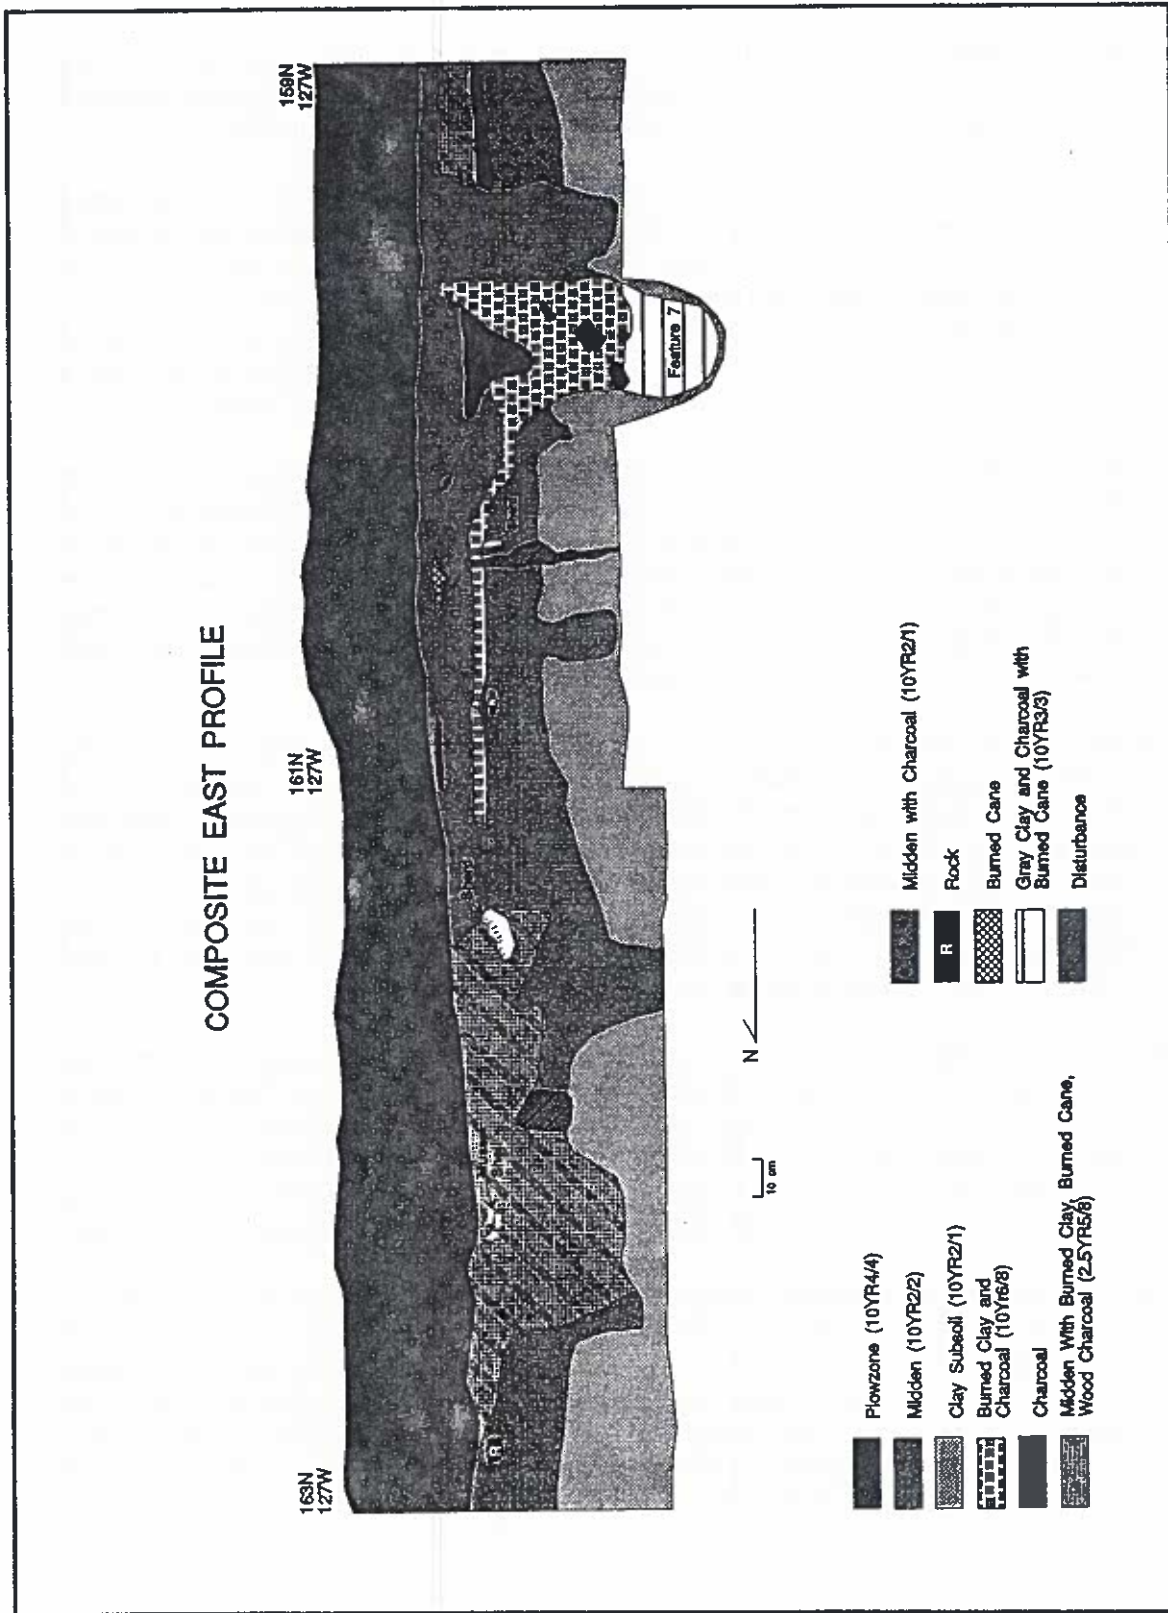 COMPOSITE EAST PROFILE
163N
127W
161N
127W
159N
127W
R
Sherd
R
Feature 7
N
10 cm
Plowzone (10YR4/4)
Midden (10YR2/2)
Clay Subsoil (10YR2/1)
Burned Clay and
Charcoal (10Yr6/8)
Charcoal
Midden With Burned Clay, Burned Cane,
Wood Charcoal (2.5YR5/8)
Midden with Charcoal (10YR2/1)
R
Rock
Burned Cane
Gray Clay and Charcoal with
Burned Cane (10YR3/3)
Disturbance